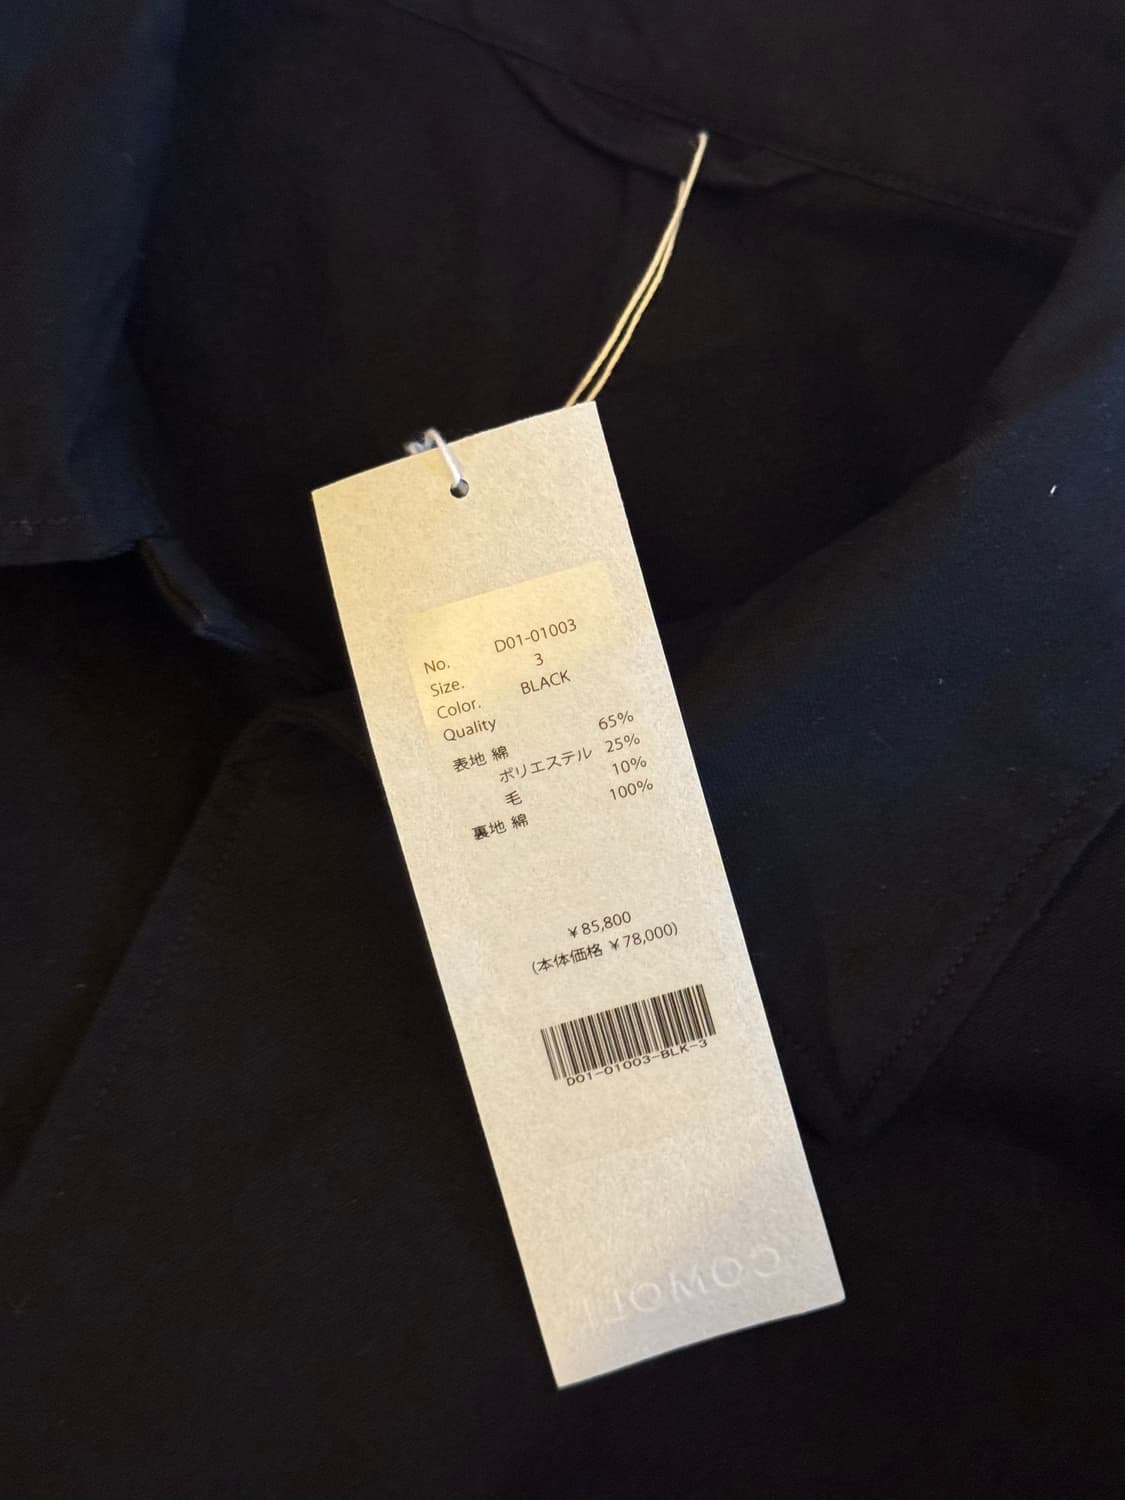 No. D01-01003
Size. 3
Color. BLACK
Quality
表地 綿 65%
ポリエステル 25%
毛 10%
裏地 綿 100%
¥85,800
(本体価格 ¥78,000)
D01-01003-BLK-3
COMOLI